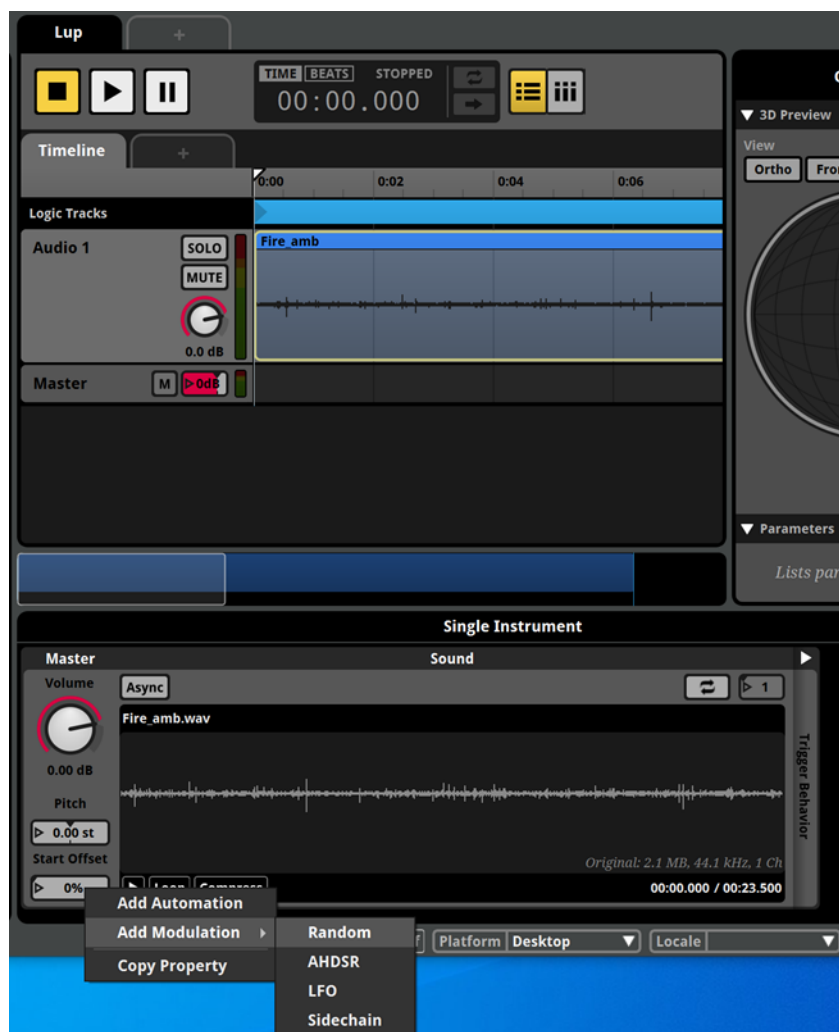 Lup +
TIME BEATS STOPPED
00:00.000
3D Preview
Timeline +
View
0:00 0:02 0:04 0:06
Ortho
Logic Tracks
Audio 1 SOLO Fire_amb
MUTE
0.0 dB
Master M 0dB
Parameters
Lists
Single Instrument
Master Sound
Volume Async 1
Fire_amb.wav
0.00 dB
Trigger Behavior
Pitch
0.00 st
Start Offset
Original: 2.1 MB, 44.1 kHz, 1 Ch
0% Loop Compress 00:00.000 / 00:23.500
Add Automation
Add Modulation Random
Platform Desktop Locale
AHDSR
Copy Property
LFO
Sidechain